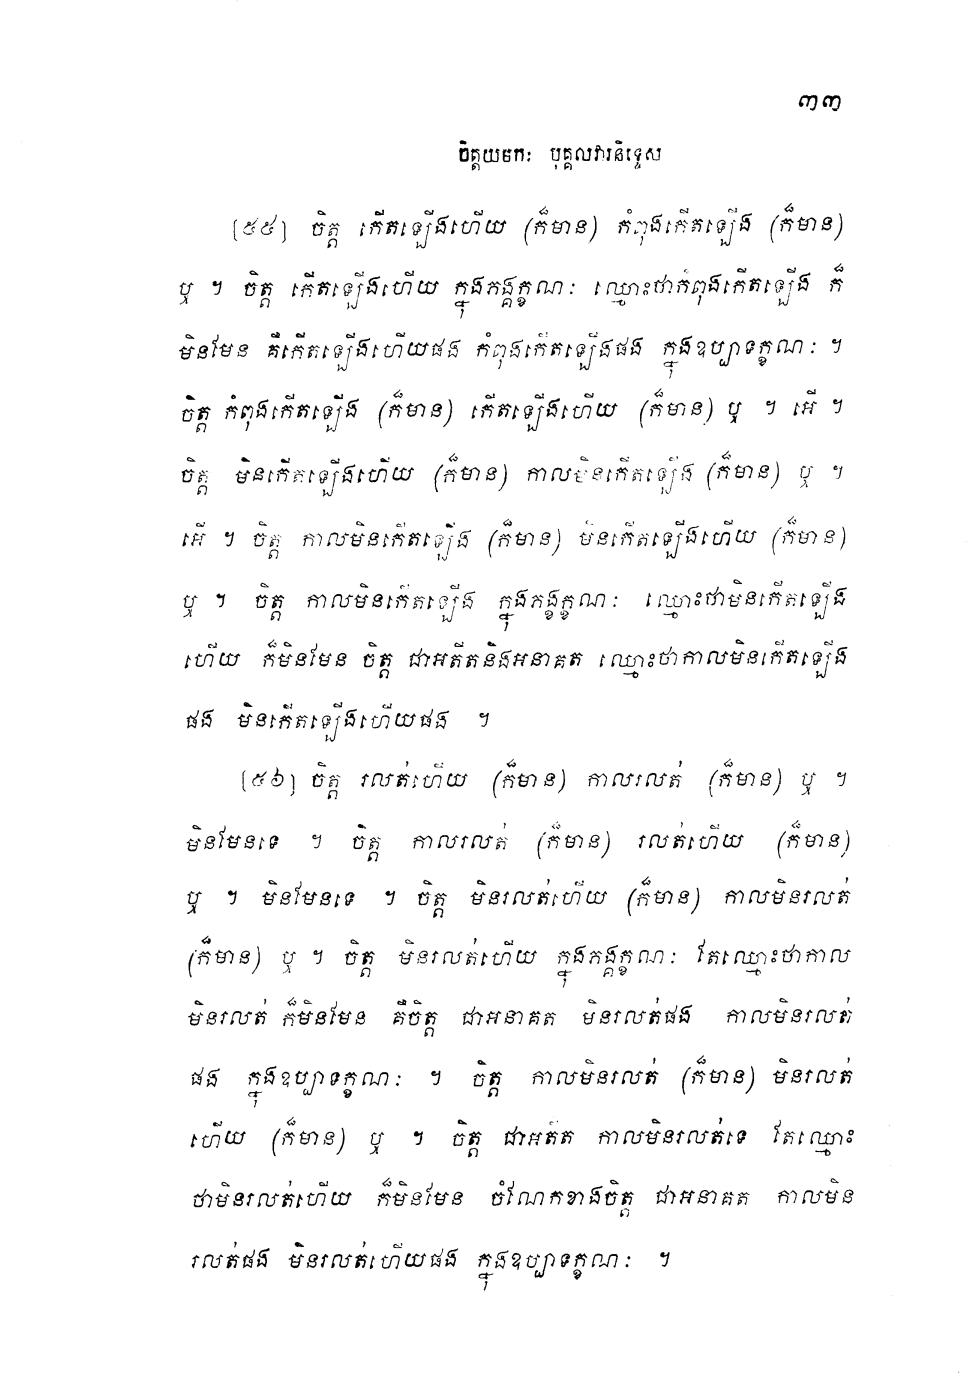 ៣៣
ចិត្តយមកៈ បុគ្គលវារនិទ្ទេស
[៥៥] ចិត្ត កើតឡើងហើយ (ក៏មាន) កំពុងកើតឡើង (ក៏មាន)
ឬ ។ ចិត្ត កើតឡើងហើយ ក្នុងភង្គក្ខណៈ ឈ្មោះថាកំពុងកើតឡើង ក៏
មិនមែន គឺកើតឡើងហើយផង កំពុងកើតឡើងផង ក្នុងឧប្បាទក្ខណៈ ។
ចិត្ត កំពុងកើតឡើង (ក៏មាន) កើតឡើងហើយ (ក៏មាន) ឬ ។ អើ ។
ចិត្ត មិនកើតឡើងហើយ (ក៏មាន) កាលមិនកើតឡើង (ក៏មាន) ឬ ។
អើ ។ ចិត្ត កាលមិនកើតឡើង (ក៏មាន) មិនកើតឡើងហើយ (ក៏មាន)
ឬ ។ ចិត្ត កាលមិនកើតឡើង ក្នុងភង្គក្ខណៈ ឈ្មោះថាមិនកើតឡើង
ហើយ ក៏មិនមែន ចិត្ត ជាអតីតនិងអនាគត ឈ្មោះថាកាលមិនកើតឡើង
ផង មិនកើតឡើងហើយផង ។
[៥៦] ចិត្ត រលត់ហើយ (ក៏មាន) កាលរលត់ (ក៏មាន) ឬ ។
មិនមែនទេ ។ ចិត្ត កាលរលត់ (ក៏មាន) រលត់ហើយ (ក៏មាន)
ឬ ។ មិនមែនទេ ។ ចិត្ត មិនរលត់ហើយ (ក៏មាន) កាលមិនរលត់
(ក៏មាន) ឬ ។ ចិត្ត មិនរលត់ហើយ ក្នុងភង្គក្ខណៈ តែឈ្មោះថាកាល
មិនរលត់ ក៏មិនមែន គឺចិត្ត ជាអនាគត មិនរលត់ផង កាលមិនរលត់
ផង ក្នុងឧប្បាទក្ខណៈ ។ ចិត្ត កាលមិនរលត់ (ក៏មាន) មិនរលត់
ហើយ (ក៏មាន) ឬ ។ ចិត្ត ជាអតីត កាលមិនរលត់ទេ តែឈ្មោះ
ថាមិនរលត់ហើយ ក៏មិនមែន ចំណែកខាងចិត្ត ជាអនាគត កាលមិន
រលត់ផង មិនរលត់ហើយផង ក្នុងឧប្បាទក្ខណៈ ។